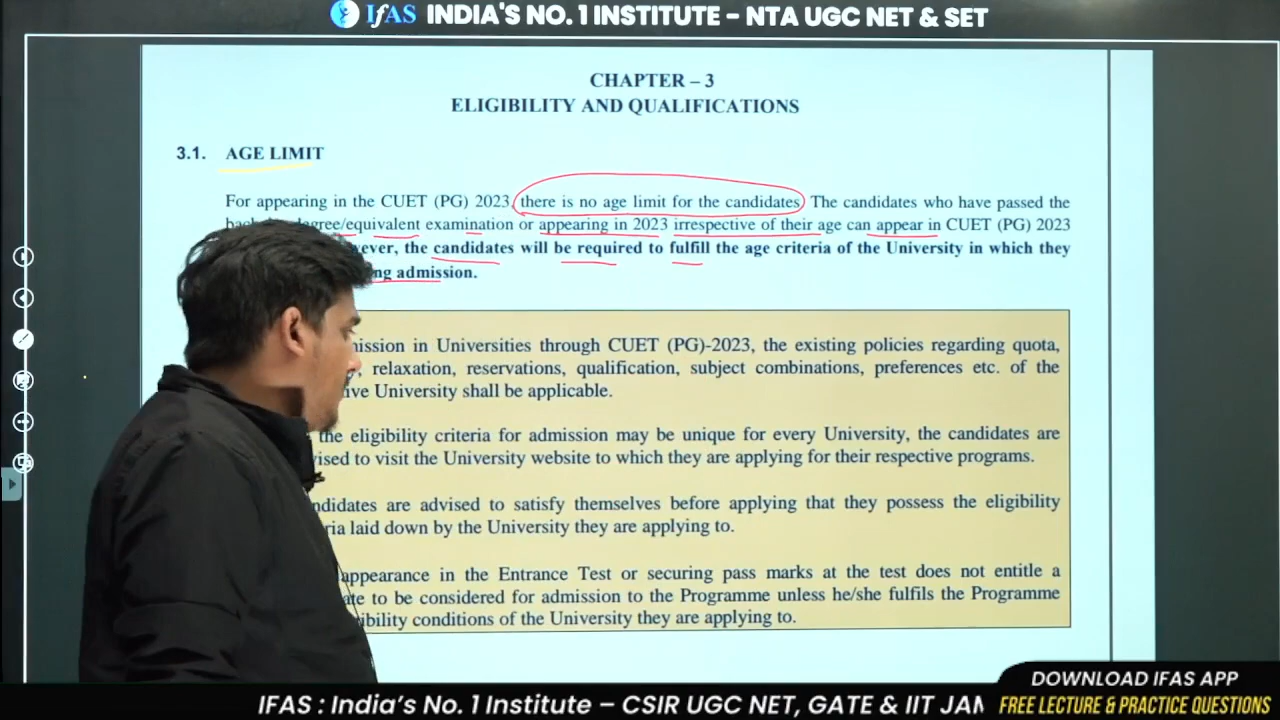 IfAS INDIA'S NO. 1 INSTITUTE – NTA UGC NET & SET
CHAPTER – 3
ELIGIBILITY AND QUALIFICATIONS
3.1. AGE LIMIT
For appearing in the CUET (PG) 2023, there is no age limit for the candidates. The candidates who have passed the
degree/equivalent examination or appearing in 2023 irrespective of their age can appear in CUET (PG) 2023
the candidates will be required to fulfill the age criteria of the University in which they
admission.
in Universities through CUET (PG)-2023, the existing policies regarding quota,
relaxation, reservations, qualification, subject combinations, preferences etc. of the
University shall be applicable.
the eligibility criteria for admission may be unique for every University, the candidates are
to visit the University website to which they are applying for their respective programs.
are advised to satisfy themselves before applying that they possess the eligibility
laid down by the University they are applying to.
appearance in the Entrance Test or securing pass marks at the test does not entitle a
to be considered for admission to the Programme unless he/she fulfils the Programme
conditions of the University they are applying to.
DOWNLOAD IFAS APP
IFAS : India's No. 1 Institute – CSIR UGC NET, GATE & IIT JAM
FREE LECTURE & PRACTICE QUESTIONS